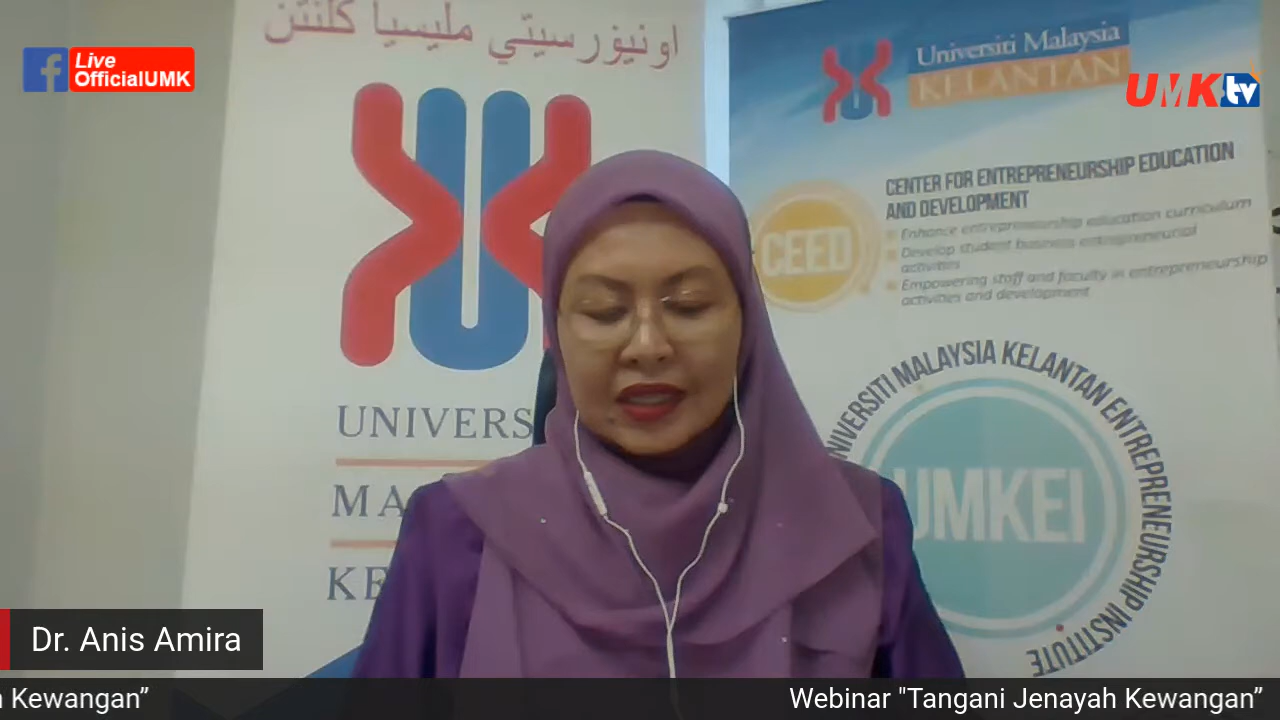 Live
OfficialUMK
اونيۏرسيتي مليسيا كلنتن
UNIVERS
MA
KE
Universiti Malaysia
KELANTAN
UMK tv
CENTER FOR ENTREPRENEURSHIP EDUCATION
AND DEVELOPMENT
CEED
Enhance entrepreneurship education curriculum
Develop student business entrepreneurial
activities
Empowering staff and faculty in entrepreneurship
activities and development
UNIVERSITI MALAYSIA KELANTAN ENTREPRENEURSHIP INSTITUTE
UMKEI
Dr. Anis Amira
n Kewangan”
Webinar "Tangani Jenayah Kewangan”